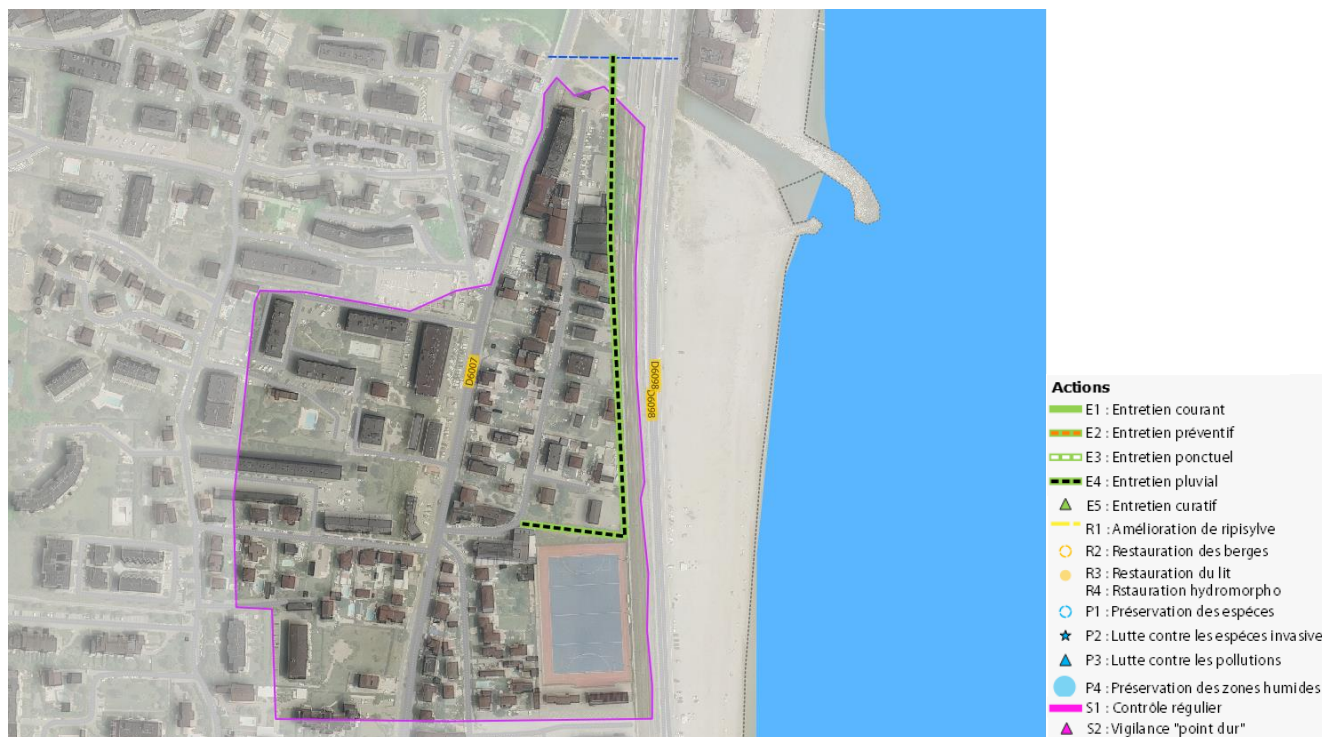 D6007
D6098
D6098
Actions
E1 : Entretien courant
E2 : Entretien préventif
E3 : Entretien ponctuel
E4 : Entretien pluvial
E5 : Entretien curatif
R1 : Amélioration de ripisylve
R2 : Restauration des berges
R3 : Restauration du lit
R4 : Rstauration hydromorpho
P1 : Préservation des espéces
P2 : Lutte contre les espéces invasive
P3 : Lutte contre les pollutions
P4 : Préservation des zones humides
S1 : Contrôle régulier
S2 : Vigilance "point dur"